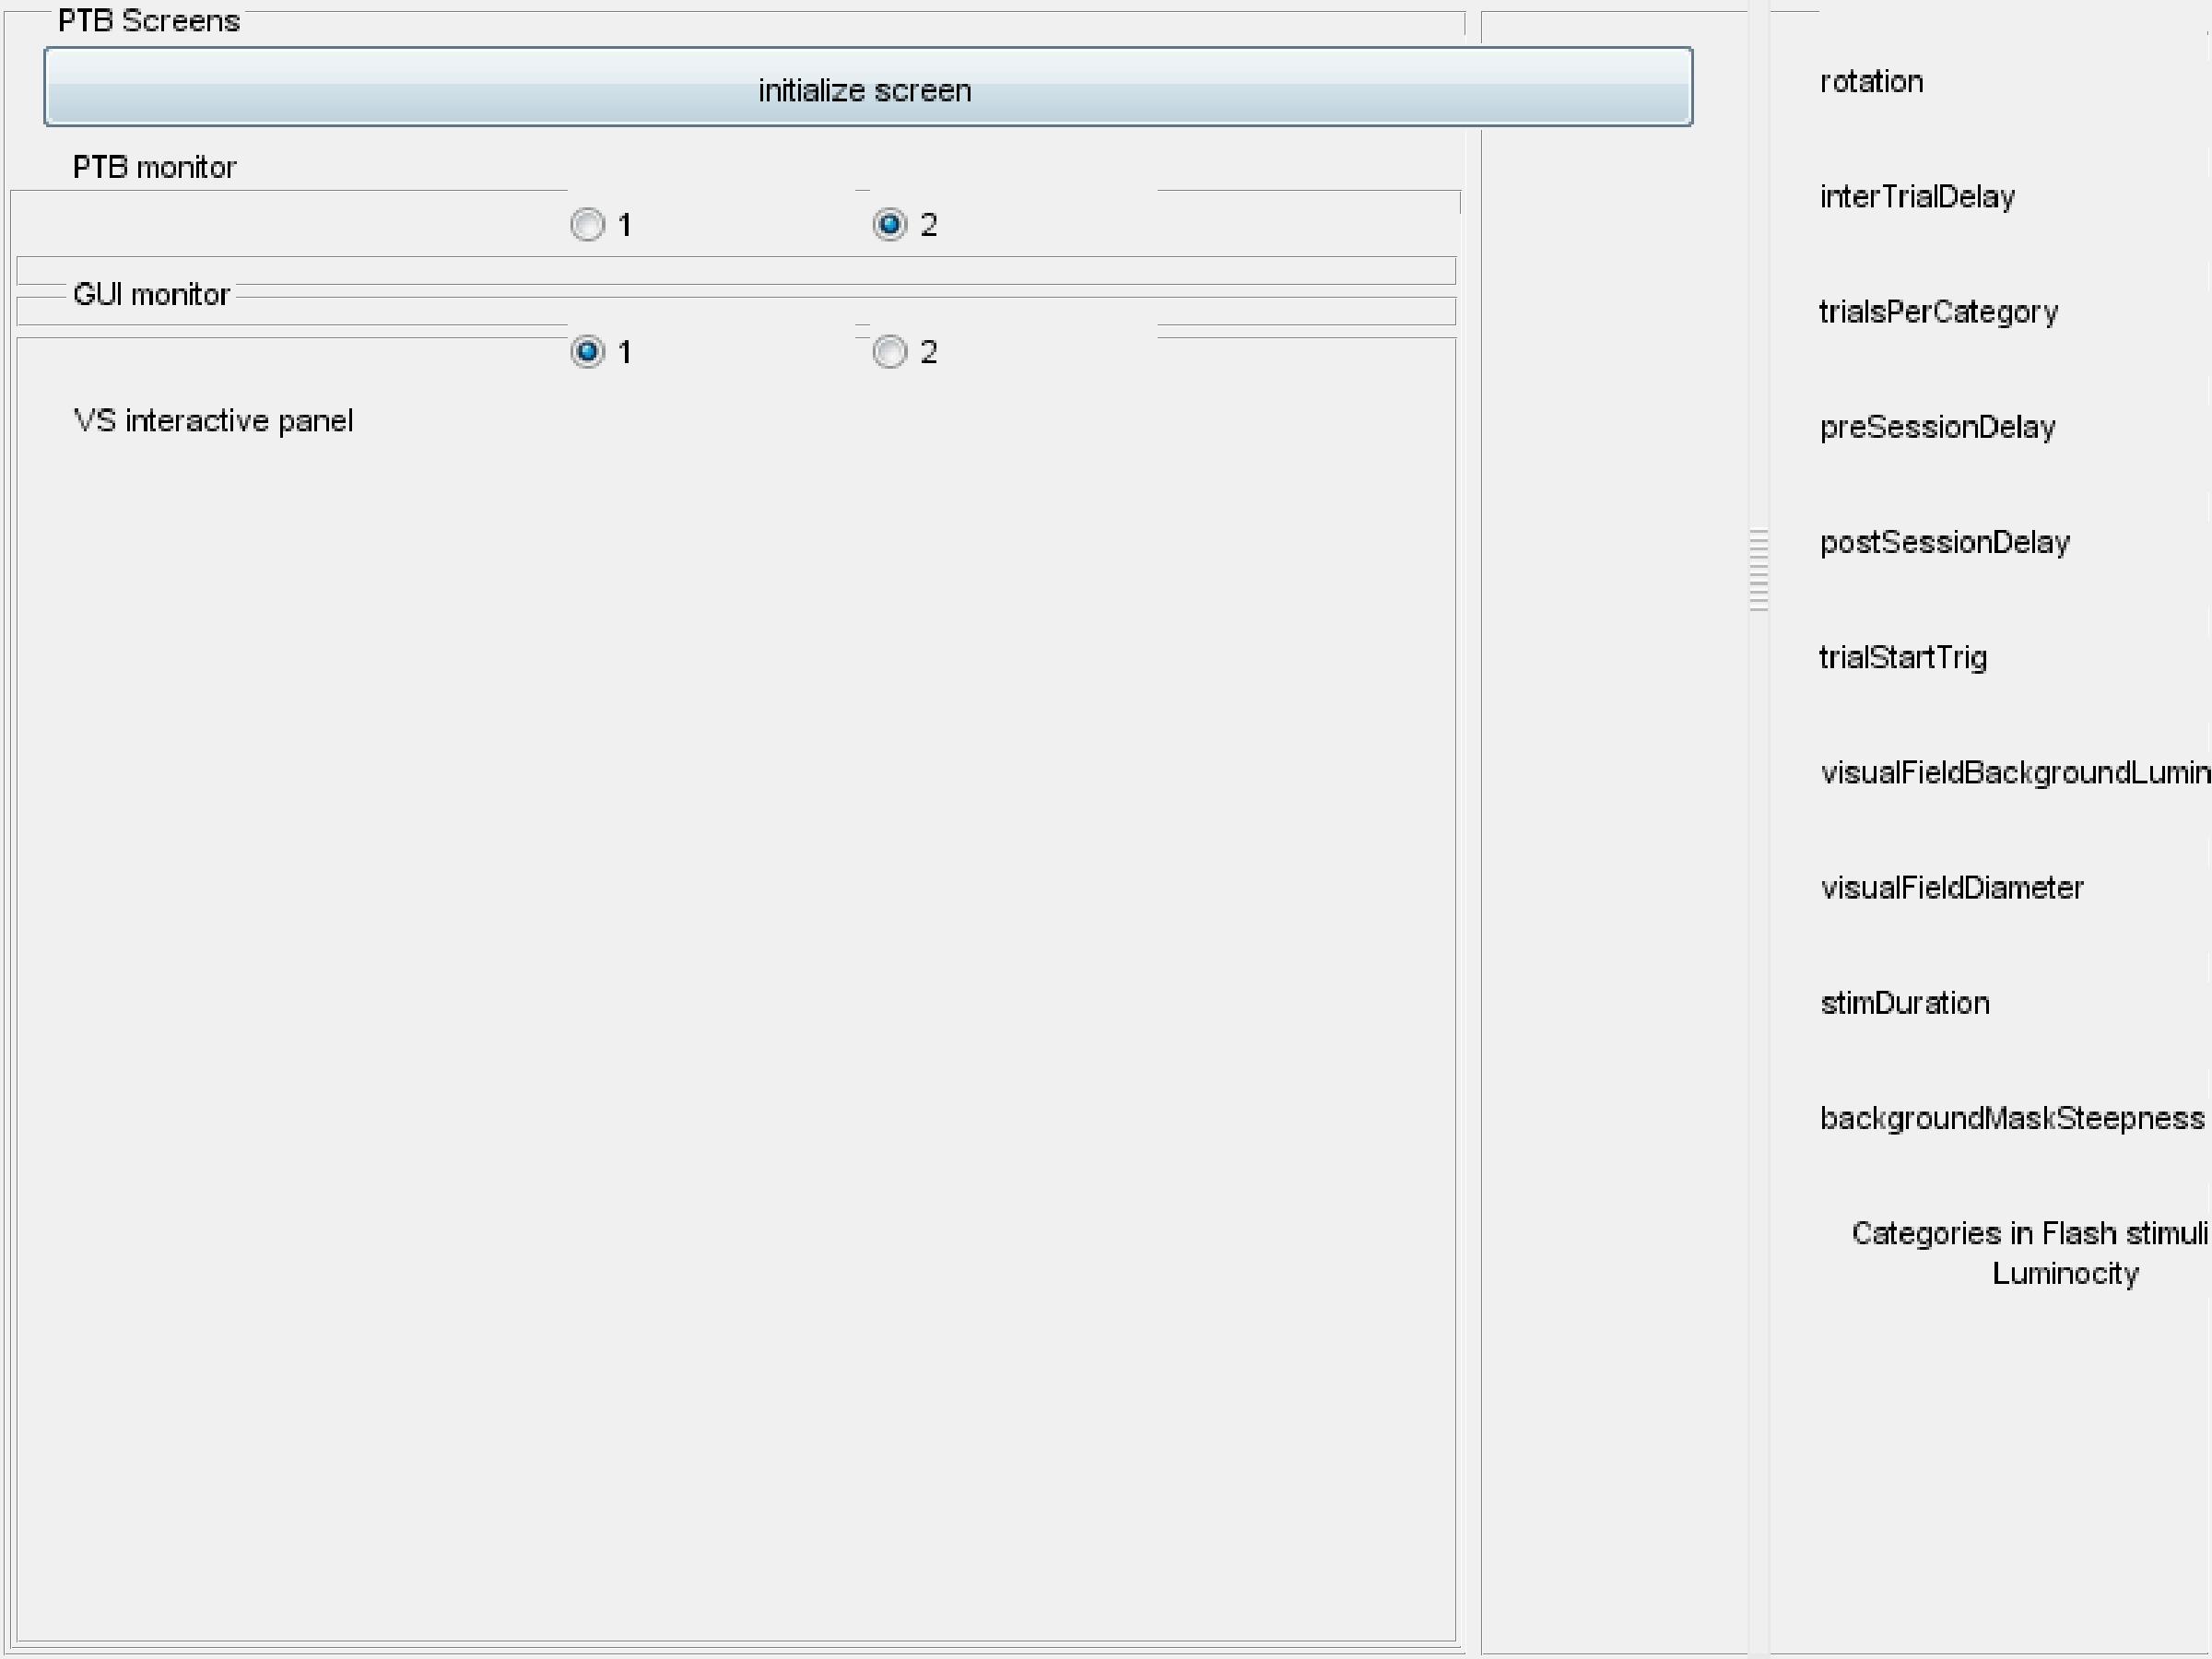 PTB Screens
initialize screen
PTB monitor
1 2
GUI monitor
1 2
VS interactive panel
rotation
interTrialDelay
trialsPerCategory
preSessionDelay
postSessionDelay
trialStartTrig
visualFieldBackgroundLumin
visualFieldDiameter
stimDuration
backgroundMaskSteepness
Categories in Flash stimuli
Luminocity